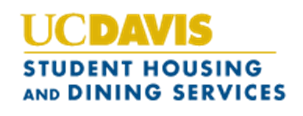 UCDAVIS
STUDENT HOUSING
AND DINING SERVICES